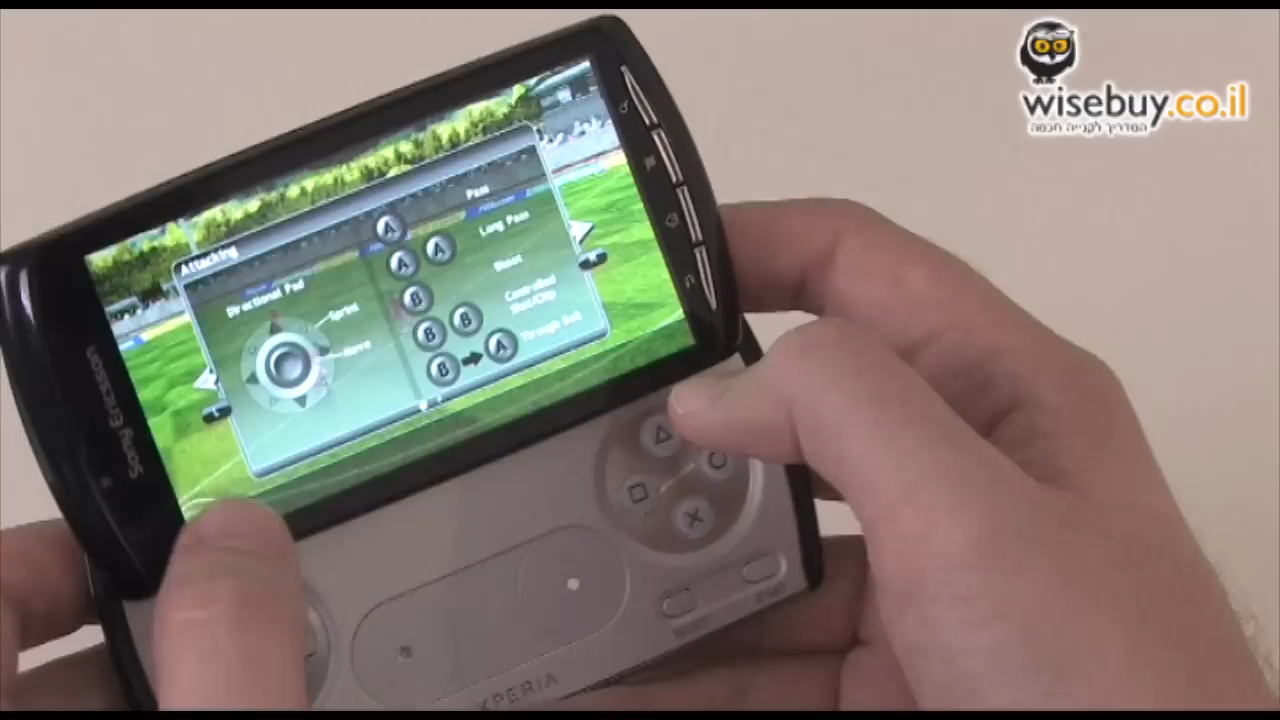 wisebuy.co.il
המדריך לקנייה חכמה
Attacking
Directional Pad
Sprint
Move
A
Pass
A A
Long Pass
B
Shoot
B B
Controlled
Shot/Chip
B A
Through Ball
Sony Ericsson
XPERIA